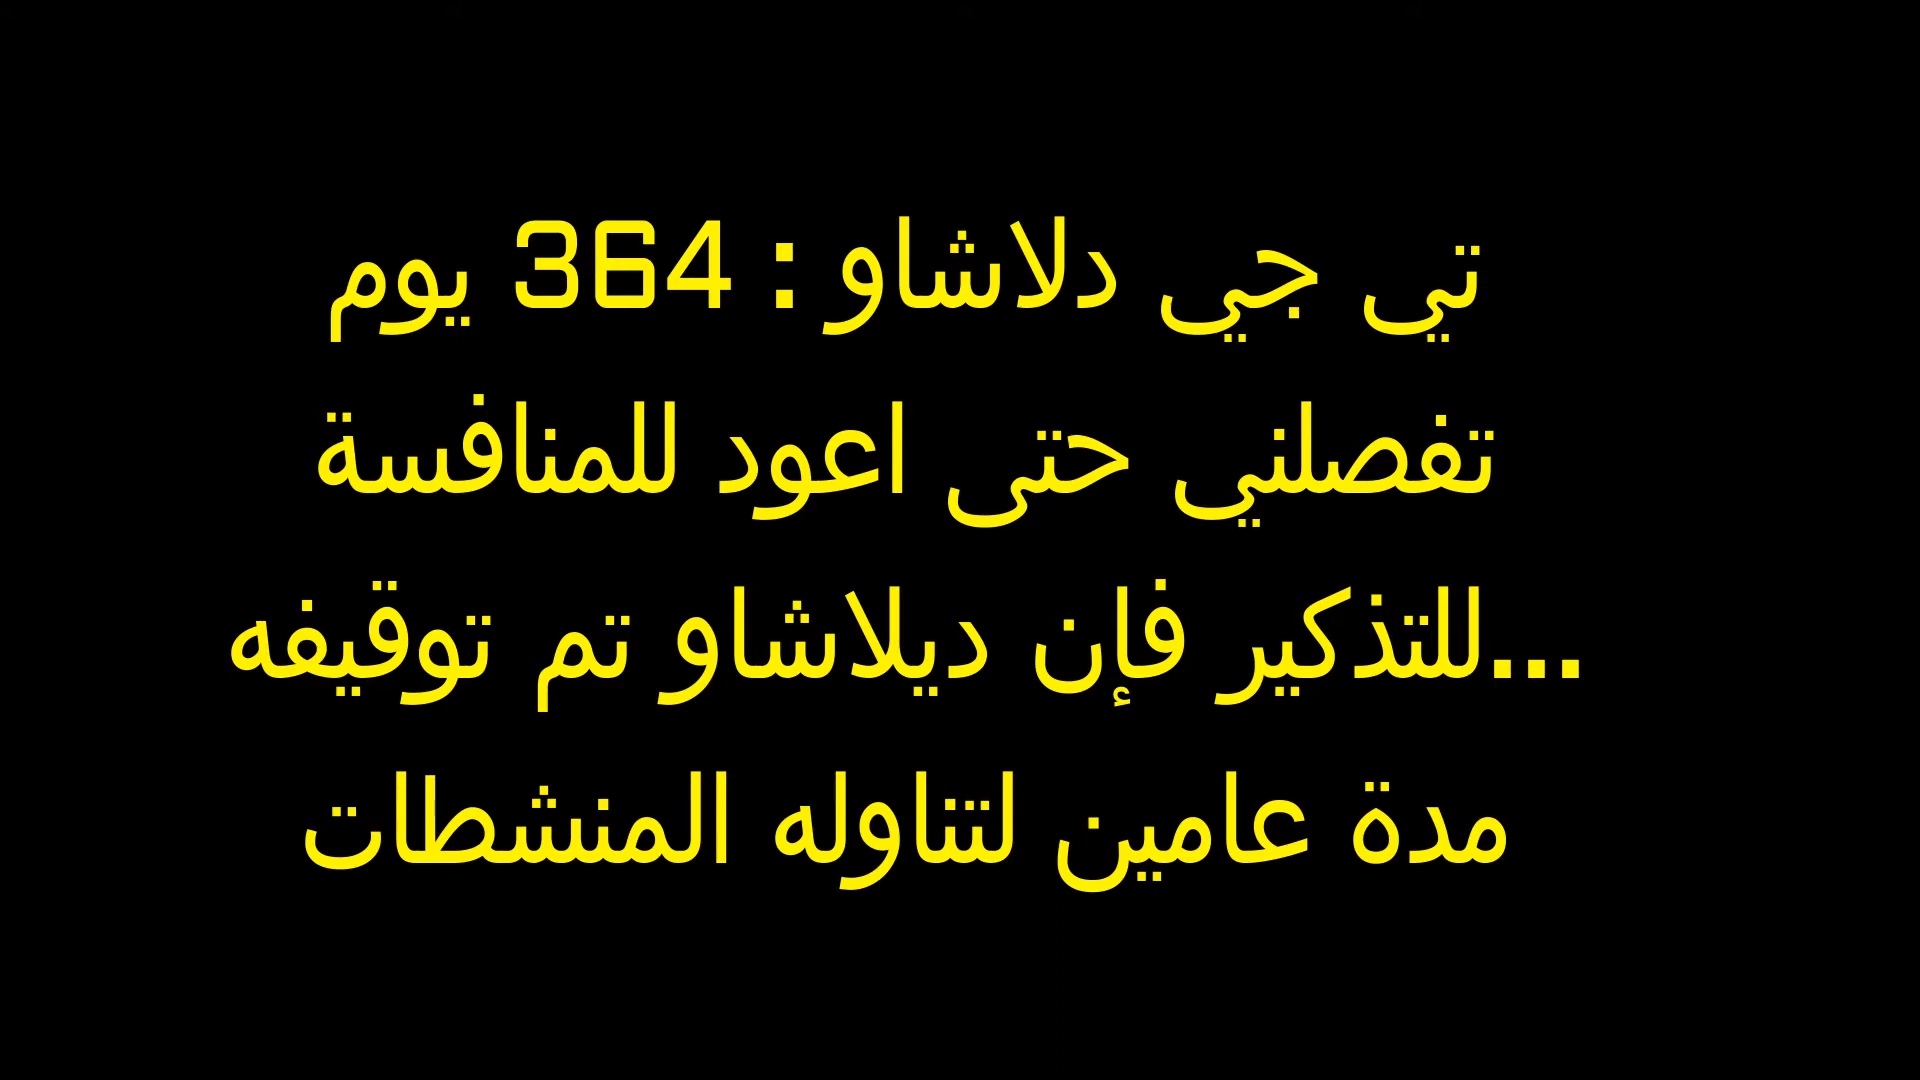 تي جي دلاشاو : 364 يوم
تفصلني حتى اعود للمنافسة
...للتذكير فإن ديلاشاو تم توقيفه
مدة عامين لتناوله المنشطات